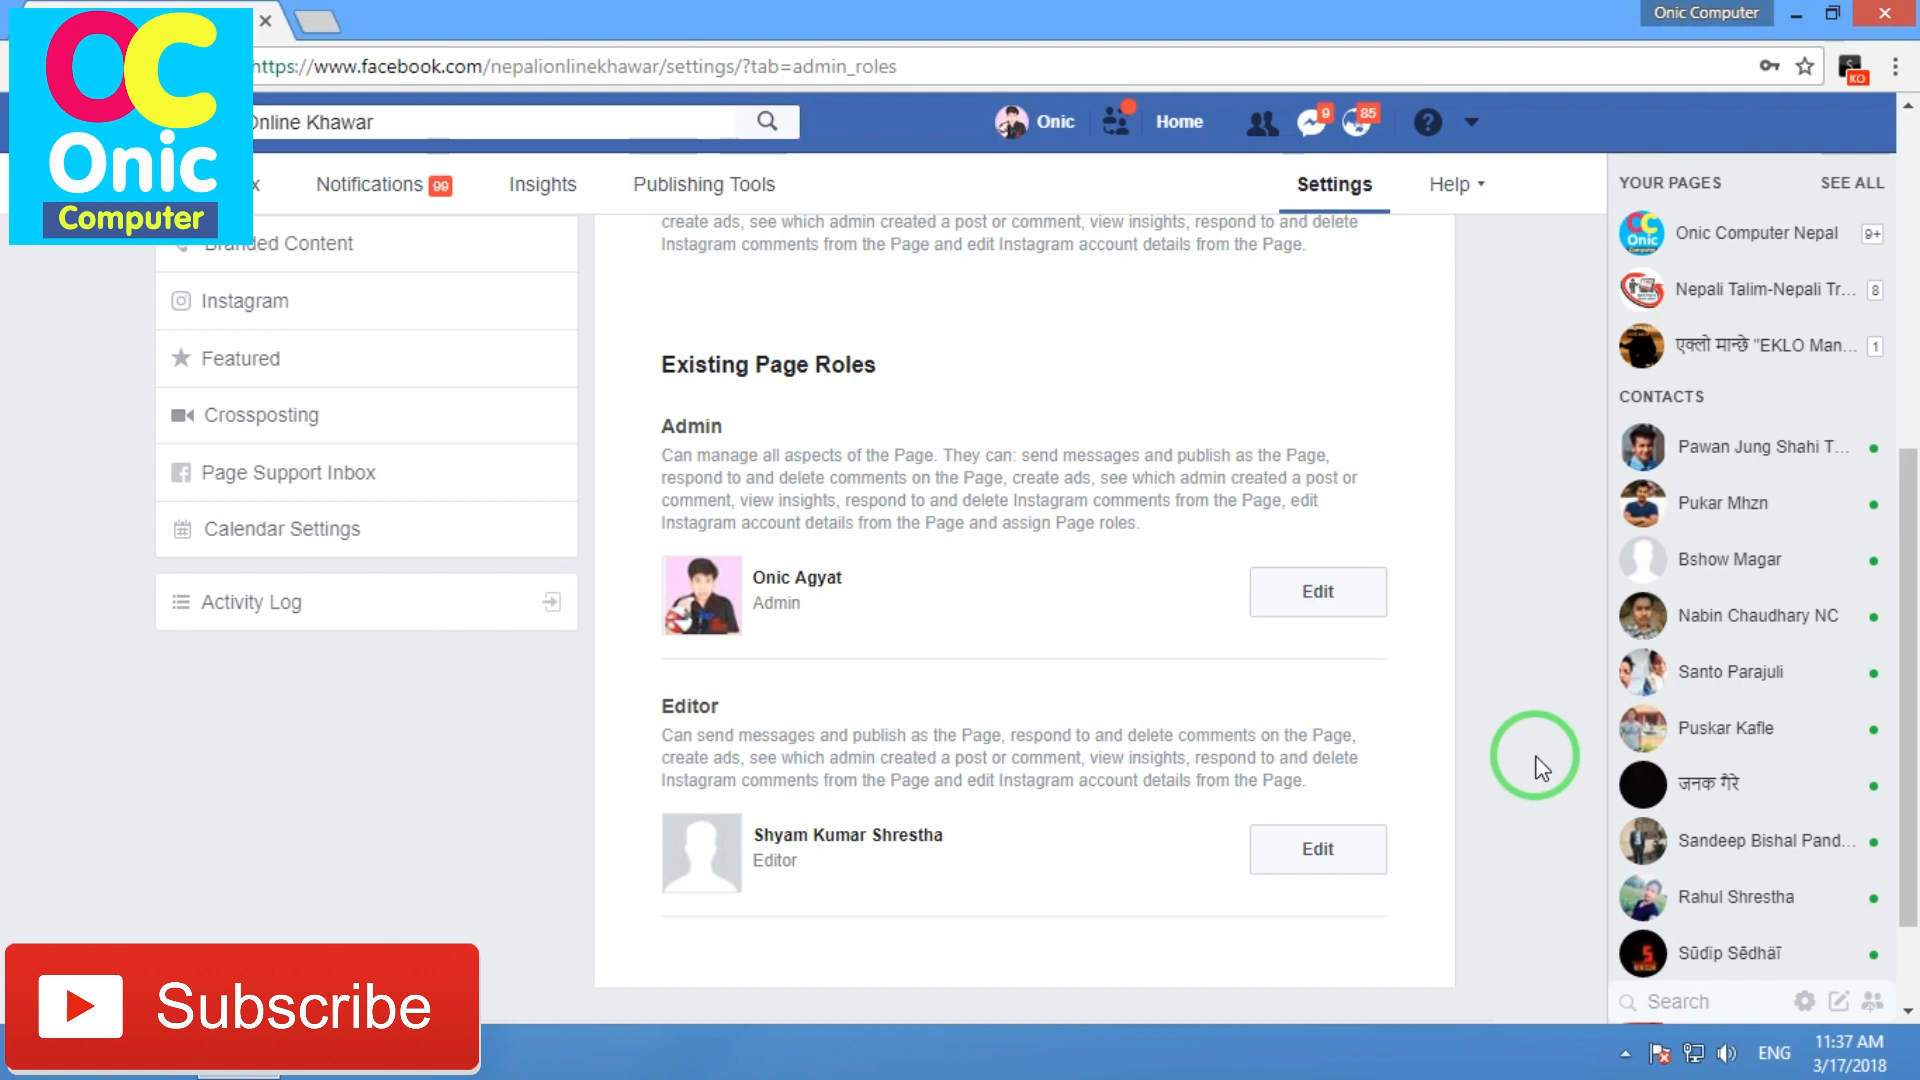 Onic Computer
https://www.facebook.com/nepalionlinekhawar/settings/?tab=admin_roles
KO
OC
Onic
Computer
Online Khawar
Onic
Home
9
85
x
Notifications 99
Insights
Publishing Tools
Settings
Help
create ads, see which admin created a post or comment, view insights, respond to and delete
Instagram comments from the Page and edit Instagram account details from the Page.
Branded Content
Instagram
Featured
Crossposting
Page Support Inbox
Calendar Settings
Activity Log
Existing Page Roles
Admin
Can manage all aspects of the Page. They can: send messages and publish as the Page,
respond to and delete comments on the Page, create ads, see which admin created a post or
comment, view insights, respond to and delete Instagram comments from the Page, edit
Instagram account details from the Page and assign Page roles.
Onic Agyat
Admin
Edit
Editor
Can send messages and publish as the Page, respond to and delete comments on the Page,
create ads, see which admin created a post or comment, view insights, respond to and delete
Instagram comments from the Page and edit Instagram account details from the Page.
Shyam Kumar Shrestha
Editor
Edit
YOUR PAGES
SEE ALL
Onic Computer Nepal 9+
Nepali Talim-Nepali Tr... 8
एक्लो मान्छे "EKLO Man... 1
CONTACTS
Pawan Jung Shahi T...
Pukar Mhzn
Bshow Magar
Nabin Chaudhary NC
Santo Parajuli
Puskar Kafle
जनक गैरे
Sandeep Bishal Pand...
Rahul Shrestha
Sūdip Sēdhāī
Search
Subscribe
ENG
11:37 AM
3/17/2018